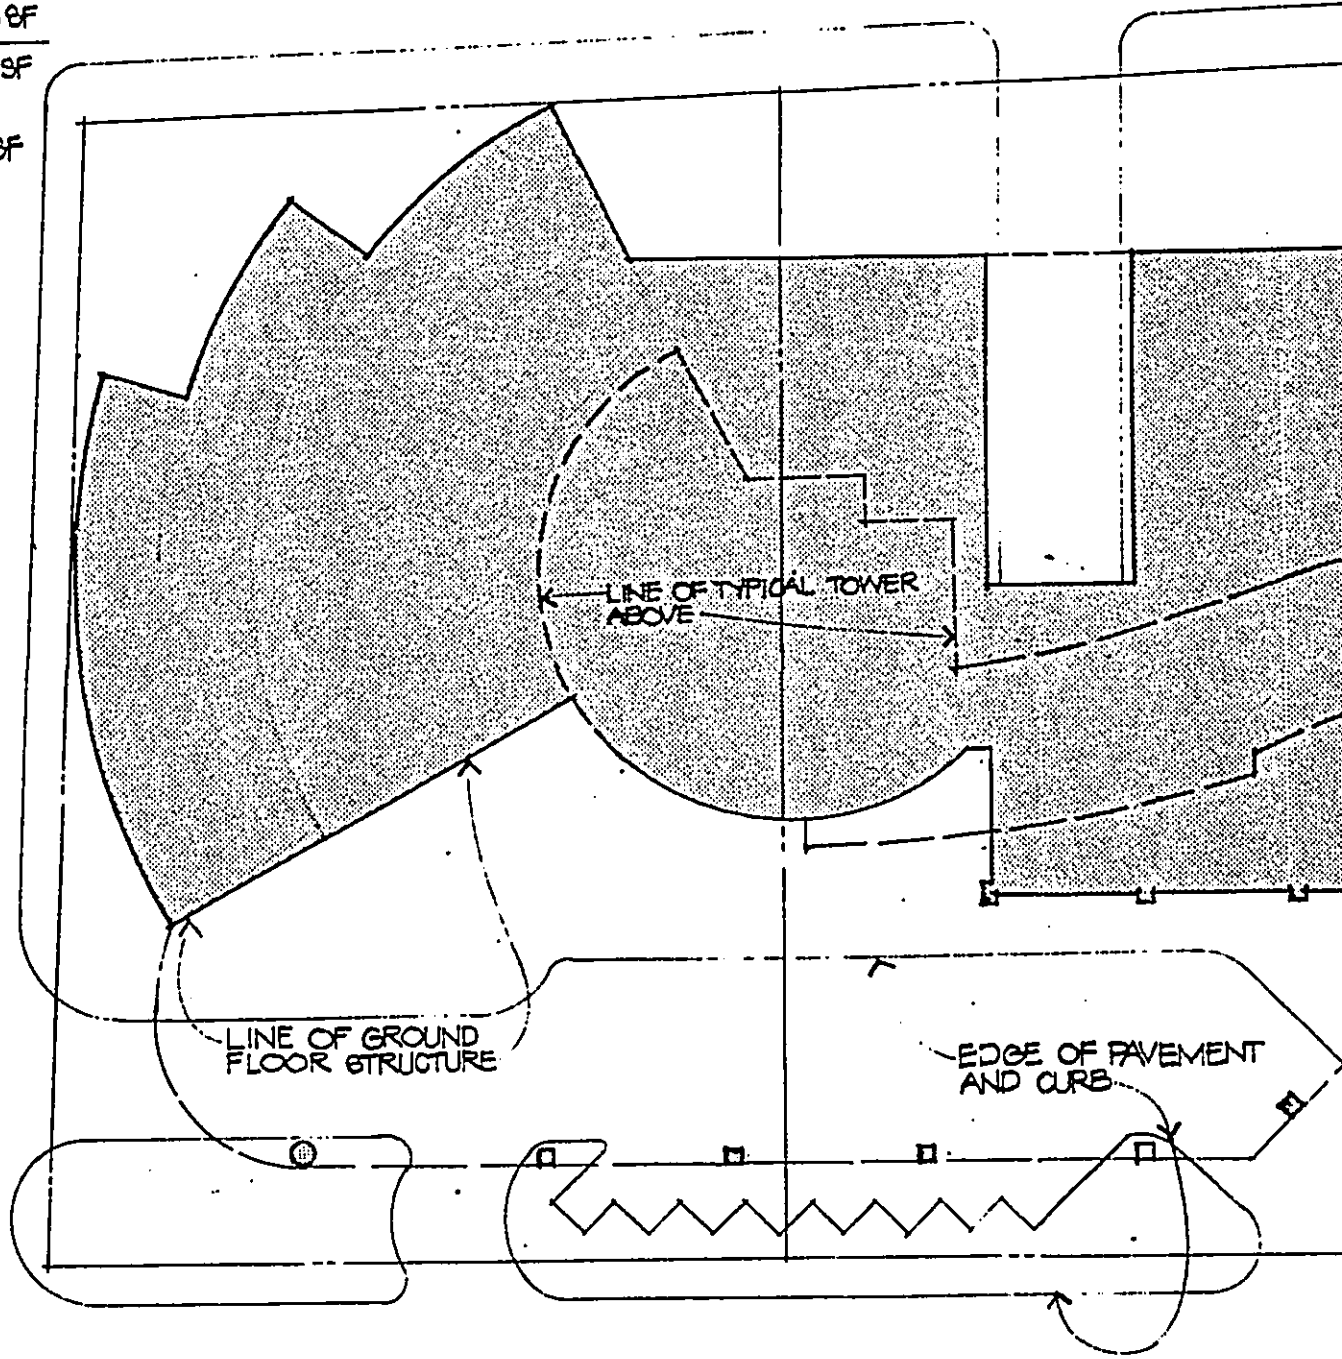 SF
SF
SF
LINE OF TYPICAL TOWER
ABOVE
LINE OF GROUND
FLOOR STRUCTURE
EDGE OF PAVEMENT
AND CURB